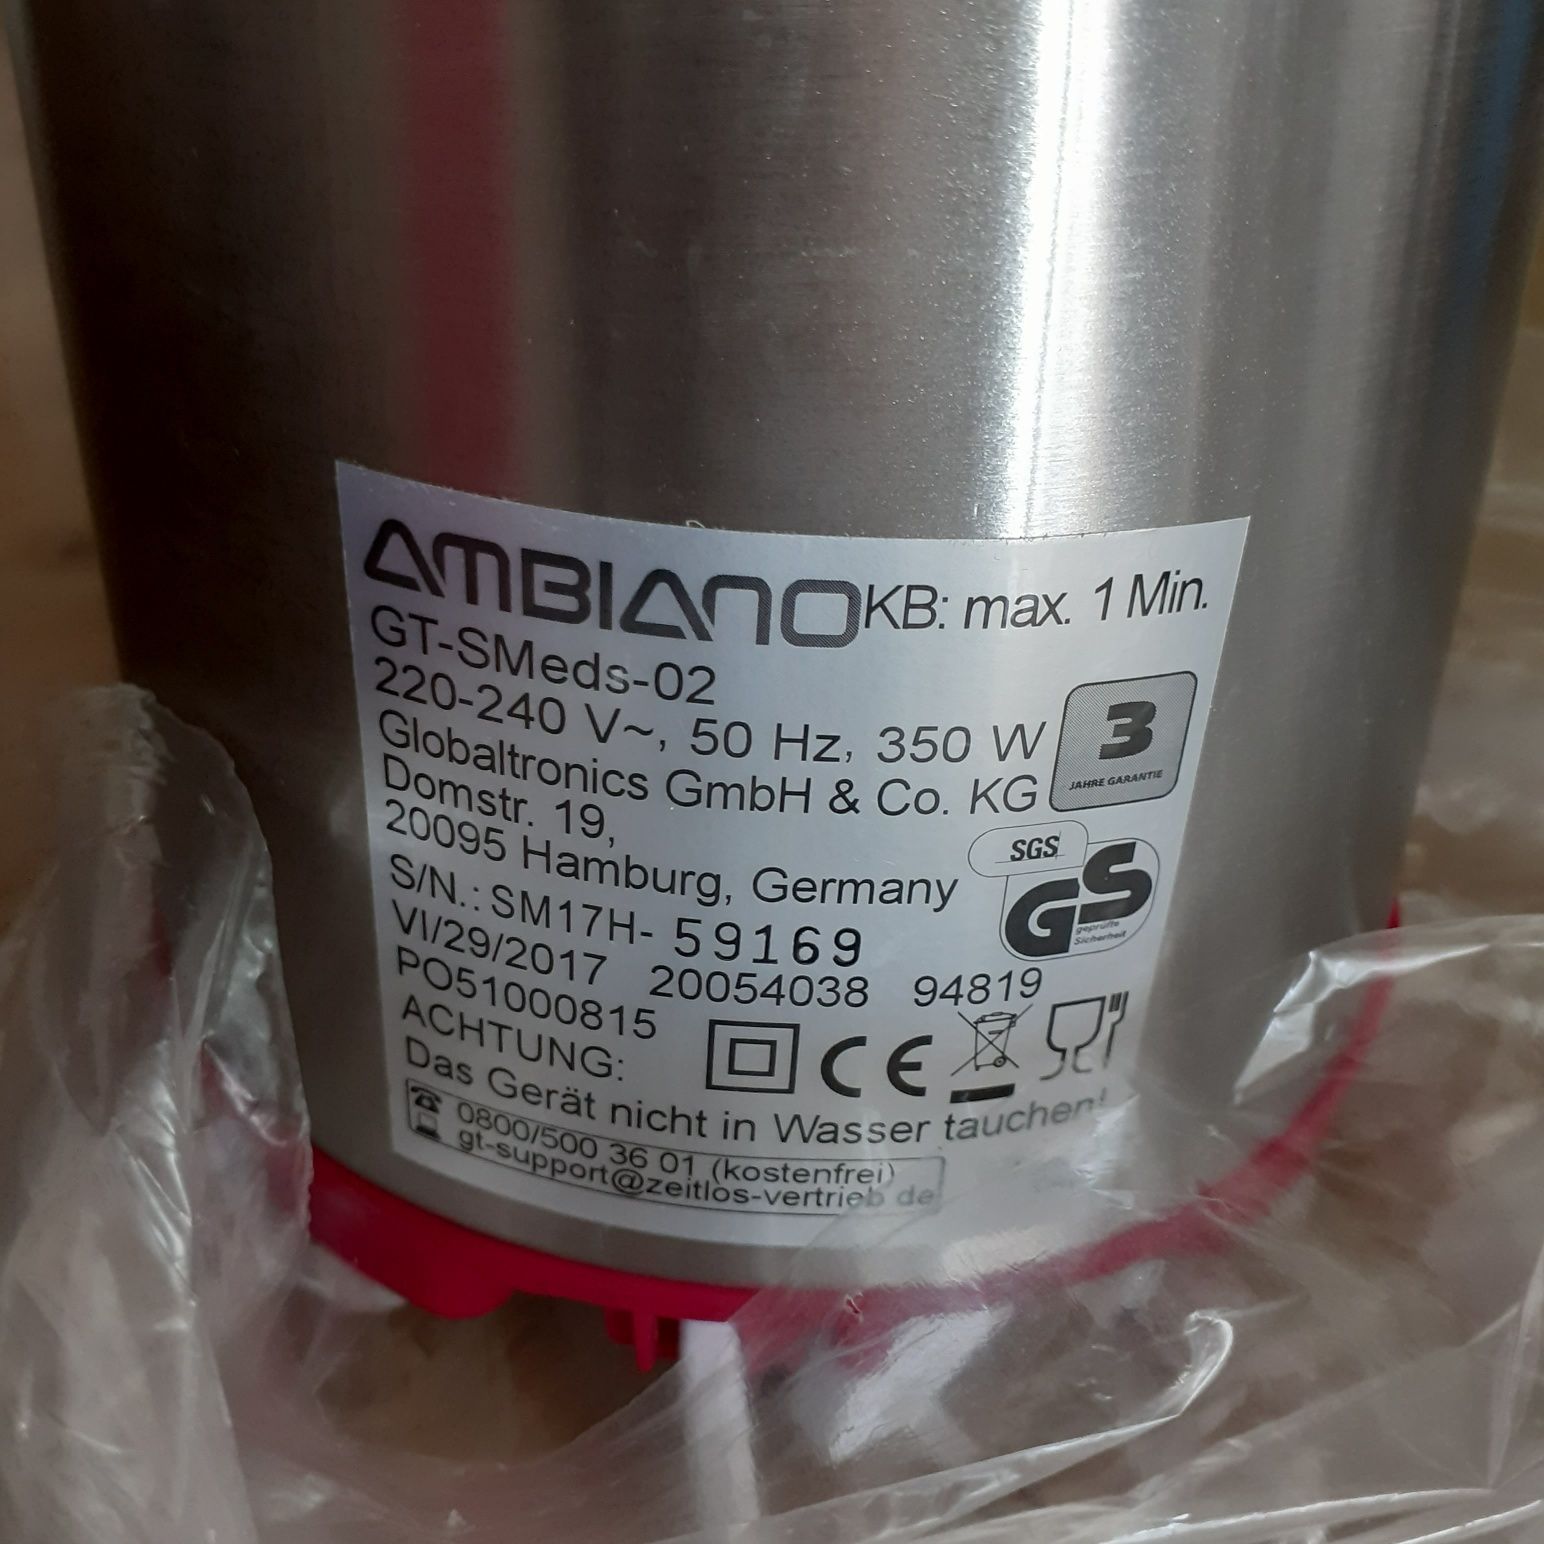 AMBIANO KB: max. 1 Min.
GT-SMeds-02
220-240 V~, 50 Hz, 350 W
Globaltronics GmbH & Co. KG
Domstr. 19,
20095 Hamburg, Germany
3
JAHRE GARANTIE
SGS
GS
geprüfte
Sicherheit
S/N.: SM17H- 59169
VI/29/2017 20054038 94819
PO51000815
ACHTUNG:
CE
Das Gerät nicht in Wasser tauchen!
0800/500 36 01 (kostenfrei)
gt-support@zeitlos-vertrieb.de